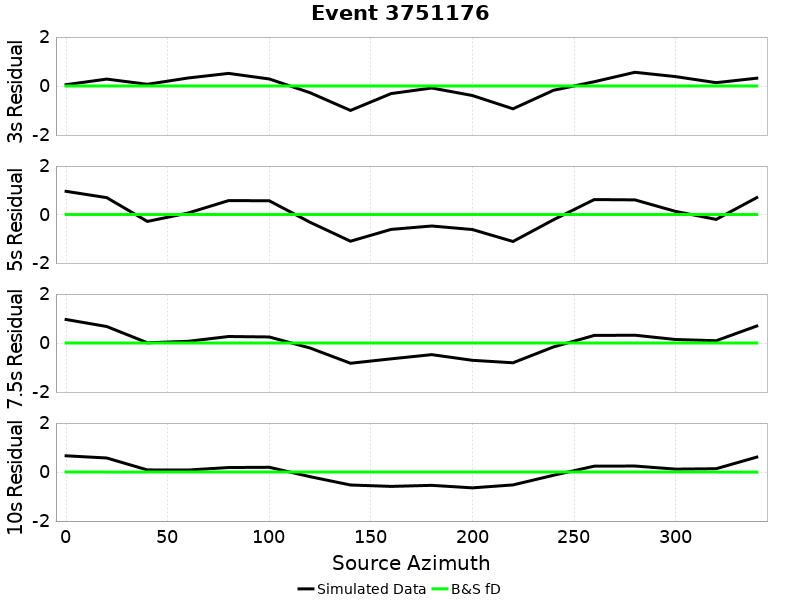 Event 3751176
3s Residual
2
0
-2
5s Residual
2
0
-2
7.5s Residual
2
0
-2
10s Residual
2
0
-2
0 50 100 150 200 250 300
Source Azimuth
Simulated Data B&S fD